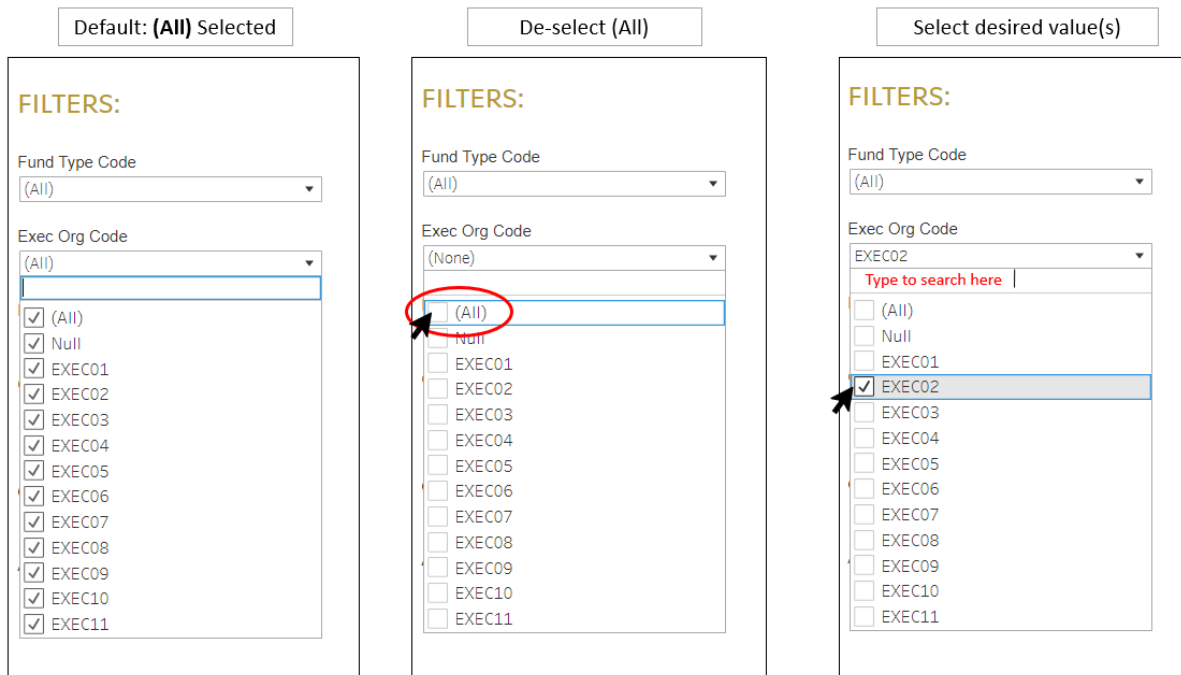 Default: (All) Selected
FILTERS:
Fund Type Code
(All)
Exec Org Code
(All)
(All)
Null
EXEC01
EXEC02
EXEC03
EXEC04
EXEC05
EXEC06
EXEC07
EXEC08
EXEC09
EXEC10
EXEC11
De-select (All)
FILTERS:
Fund Type Code
(All)
Exec Org Code
(None)
(All)
Null
EXEC01
EXEC02
EXEC03
EXEC04
EXEC05
EXEC06
EXEC07
EXEC08
EXEC09
EXEC10
EXEC11
Select desired value(s)
FILTERS:
Fund Type Code
(All)
Exec Org Code
EXEC02
Type to search here
(All)
Null
EXEC01
EXEC02
EXEC03
EXEC04
EXEC05
EXEC06
EXEC07
EXEC08
EXEC09
EXEC10
EXEC11